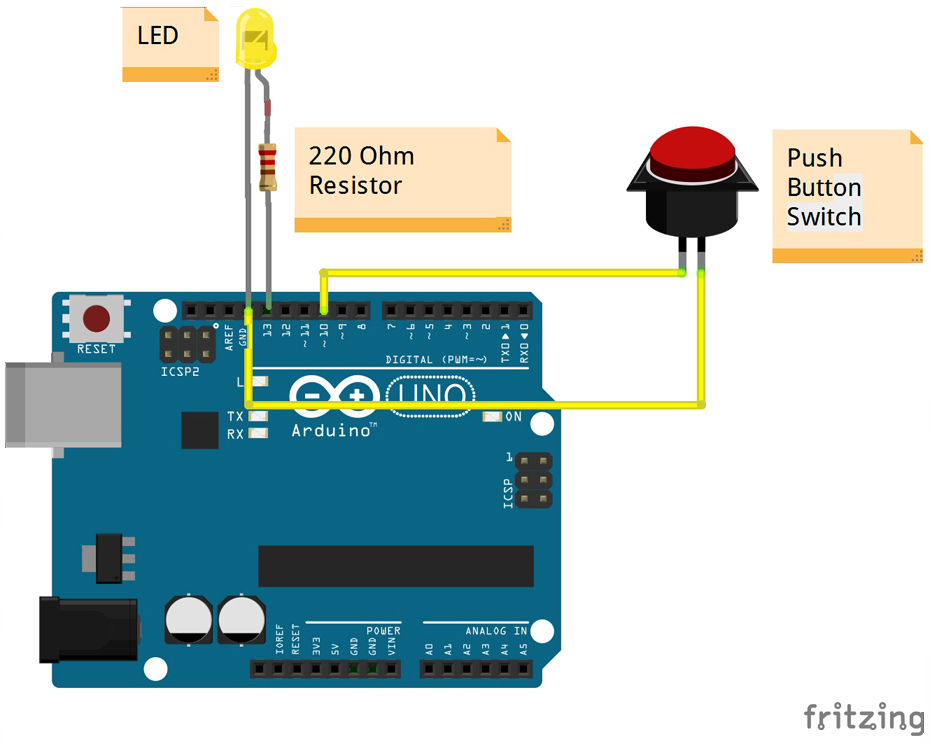 LED
220 Ohm
Resistor
Push
Button
Switch
RESET
ICSP2
AREF
GND
13
12
~11
~10
~9
8
7
~6
~5
4
~3
2
TX0▶1
RX0◀0
DIGITAL (PWM=~)
L
TX
RX
UNO
Arduino™
ON
1
ICSP
POWER
ANALOG IN
IOREF
RESET
3V3
5V
GND
GND
VIN
A0
A1
A2
A3
A4
A5
fritzing